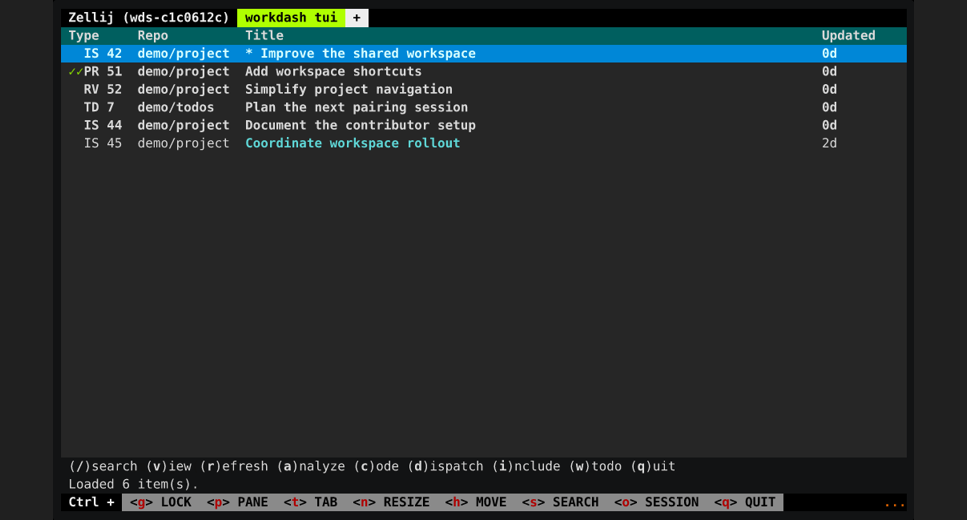 Zellij (wds-c1c0612c) workdash tui +
Type Repo Title Updated
IS 42 demo/project * Improve the shared workspace 0d
✓✓PR 51 demo/project Add workspace shortcuts 0d
RV 52 demo/project Simplify project navigation 0d
TD 7 demo/todos Plan the next pairing session 0d
IS 44 demo/project Document the contributor setup 0d
IS 45 demo/project Coordinate workspace rollout 2d
(/)search (v)iew (r)efresh (a)nalyze (c)ode (d)ispatch (i)nclude (w)todo (q)uit
Loaded 6 item(s).
Ctrl + <g> LOCK <p> PANE <t> TAB <n> RESIZE <h> MOVE <s> SEARCH <o> SESSION <q> QUIT ...